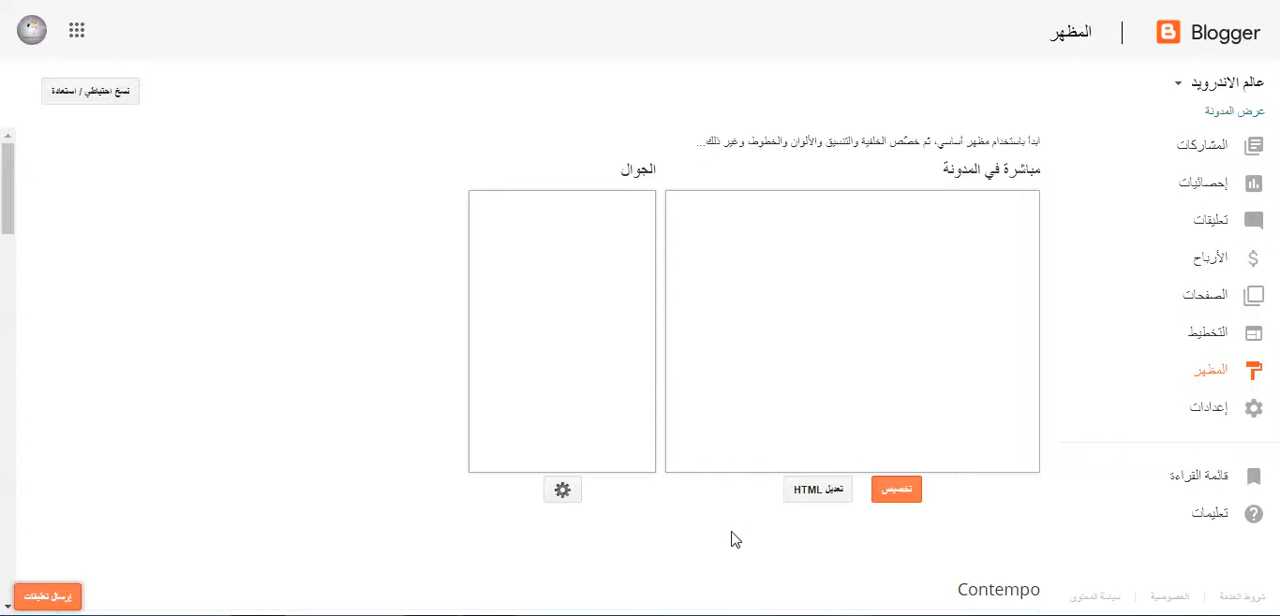 Blogger
المظهر
عالم الاندرويد
عرض المدونة
المشاركات
إحصائيات
تعليقات
الأرباح
الصفحات
التخطيط
المظهر
إعدادات
قائمة القراءة
تعليمات
شروط الخدمة | الخصوصية | سياسة المحتوى
نسخ احتياطي / استعادة
ابدأ باستخدام مظهر أساسي، ثم خصّص الخلفية والتنسيق والألوان والخطوط، وغير ذلك...
مباشرة في المدونة
الجوال
تخصيص
تعديل HTML
Contempo
إرسال تعليقات